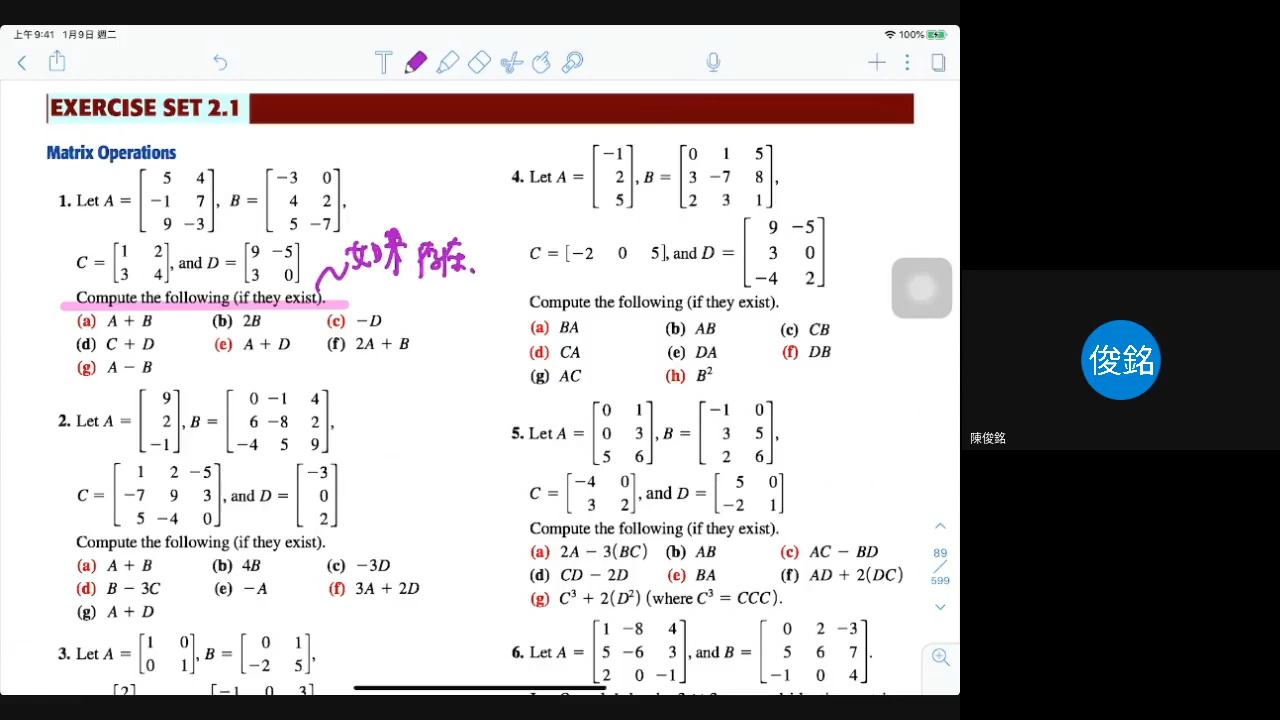 上午9:41 1月9日 週二
100%
EXERCISE SET 2.1
Matrix Operations
1. Let A = [5 4; −1 7; 9 −3], B = [−3 0; 4 2; 5 −7],
C = [1 2; 3 4], and D = [9 −5; 3 0]
如果
Compute the following (if they exist).
(a) A + B (b) 2B (c) −D
(d) C + D (e) A + D (f) 2A + B
(g) A − B
2. Let A = [9; 2; −1], B = [0 −1 4; 6 −8 2; −4 5 9],
C = [1 2 −5; −7 9 3; 5 −4 0], and D = [−3; 0; 2]
Compute the following (if they exist).
(a) A + B (b) 4B (c) −3D
(d) B − 3C (e) −A (f) 3A + 2D
(g) A + D
3. Let A = [1 0; 0 1], B = [0 1; −2 5],
[2] [−1 0 3]
4. Let A = [−1; 2; 5], B = [0 1 5; 3 −7 8; 2 3 1],
C = [−2 0 5], and D = [9 −5; 3 0; −4 2]
Compute the following (if they exist).
(a) BA (b) AB (c) CB
(d) CA (e) DA (f) DB
(g) AC (h) B²
5. Let A = [0 1; 0 3; 5 6], B = [−1 0; 3 5; 2 6],
C = [−4 0; 3 2], and D = [5 0; −2 1]
Compute the following (if they exist).
(a) 2A − 3(BC) (b) AB (c) AC − BD
(d) CD − 2D (e) BA (f) AD + 2(DC)
(g) C³ + 2(D²) (where C³ = CCC).
6. Let A = [1 −8 4; 5 −6 3; 2 0 −1], and B = [0 2 −3; 5 6 7; −1 0 4].
89
599
俊銘
陳俊銘